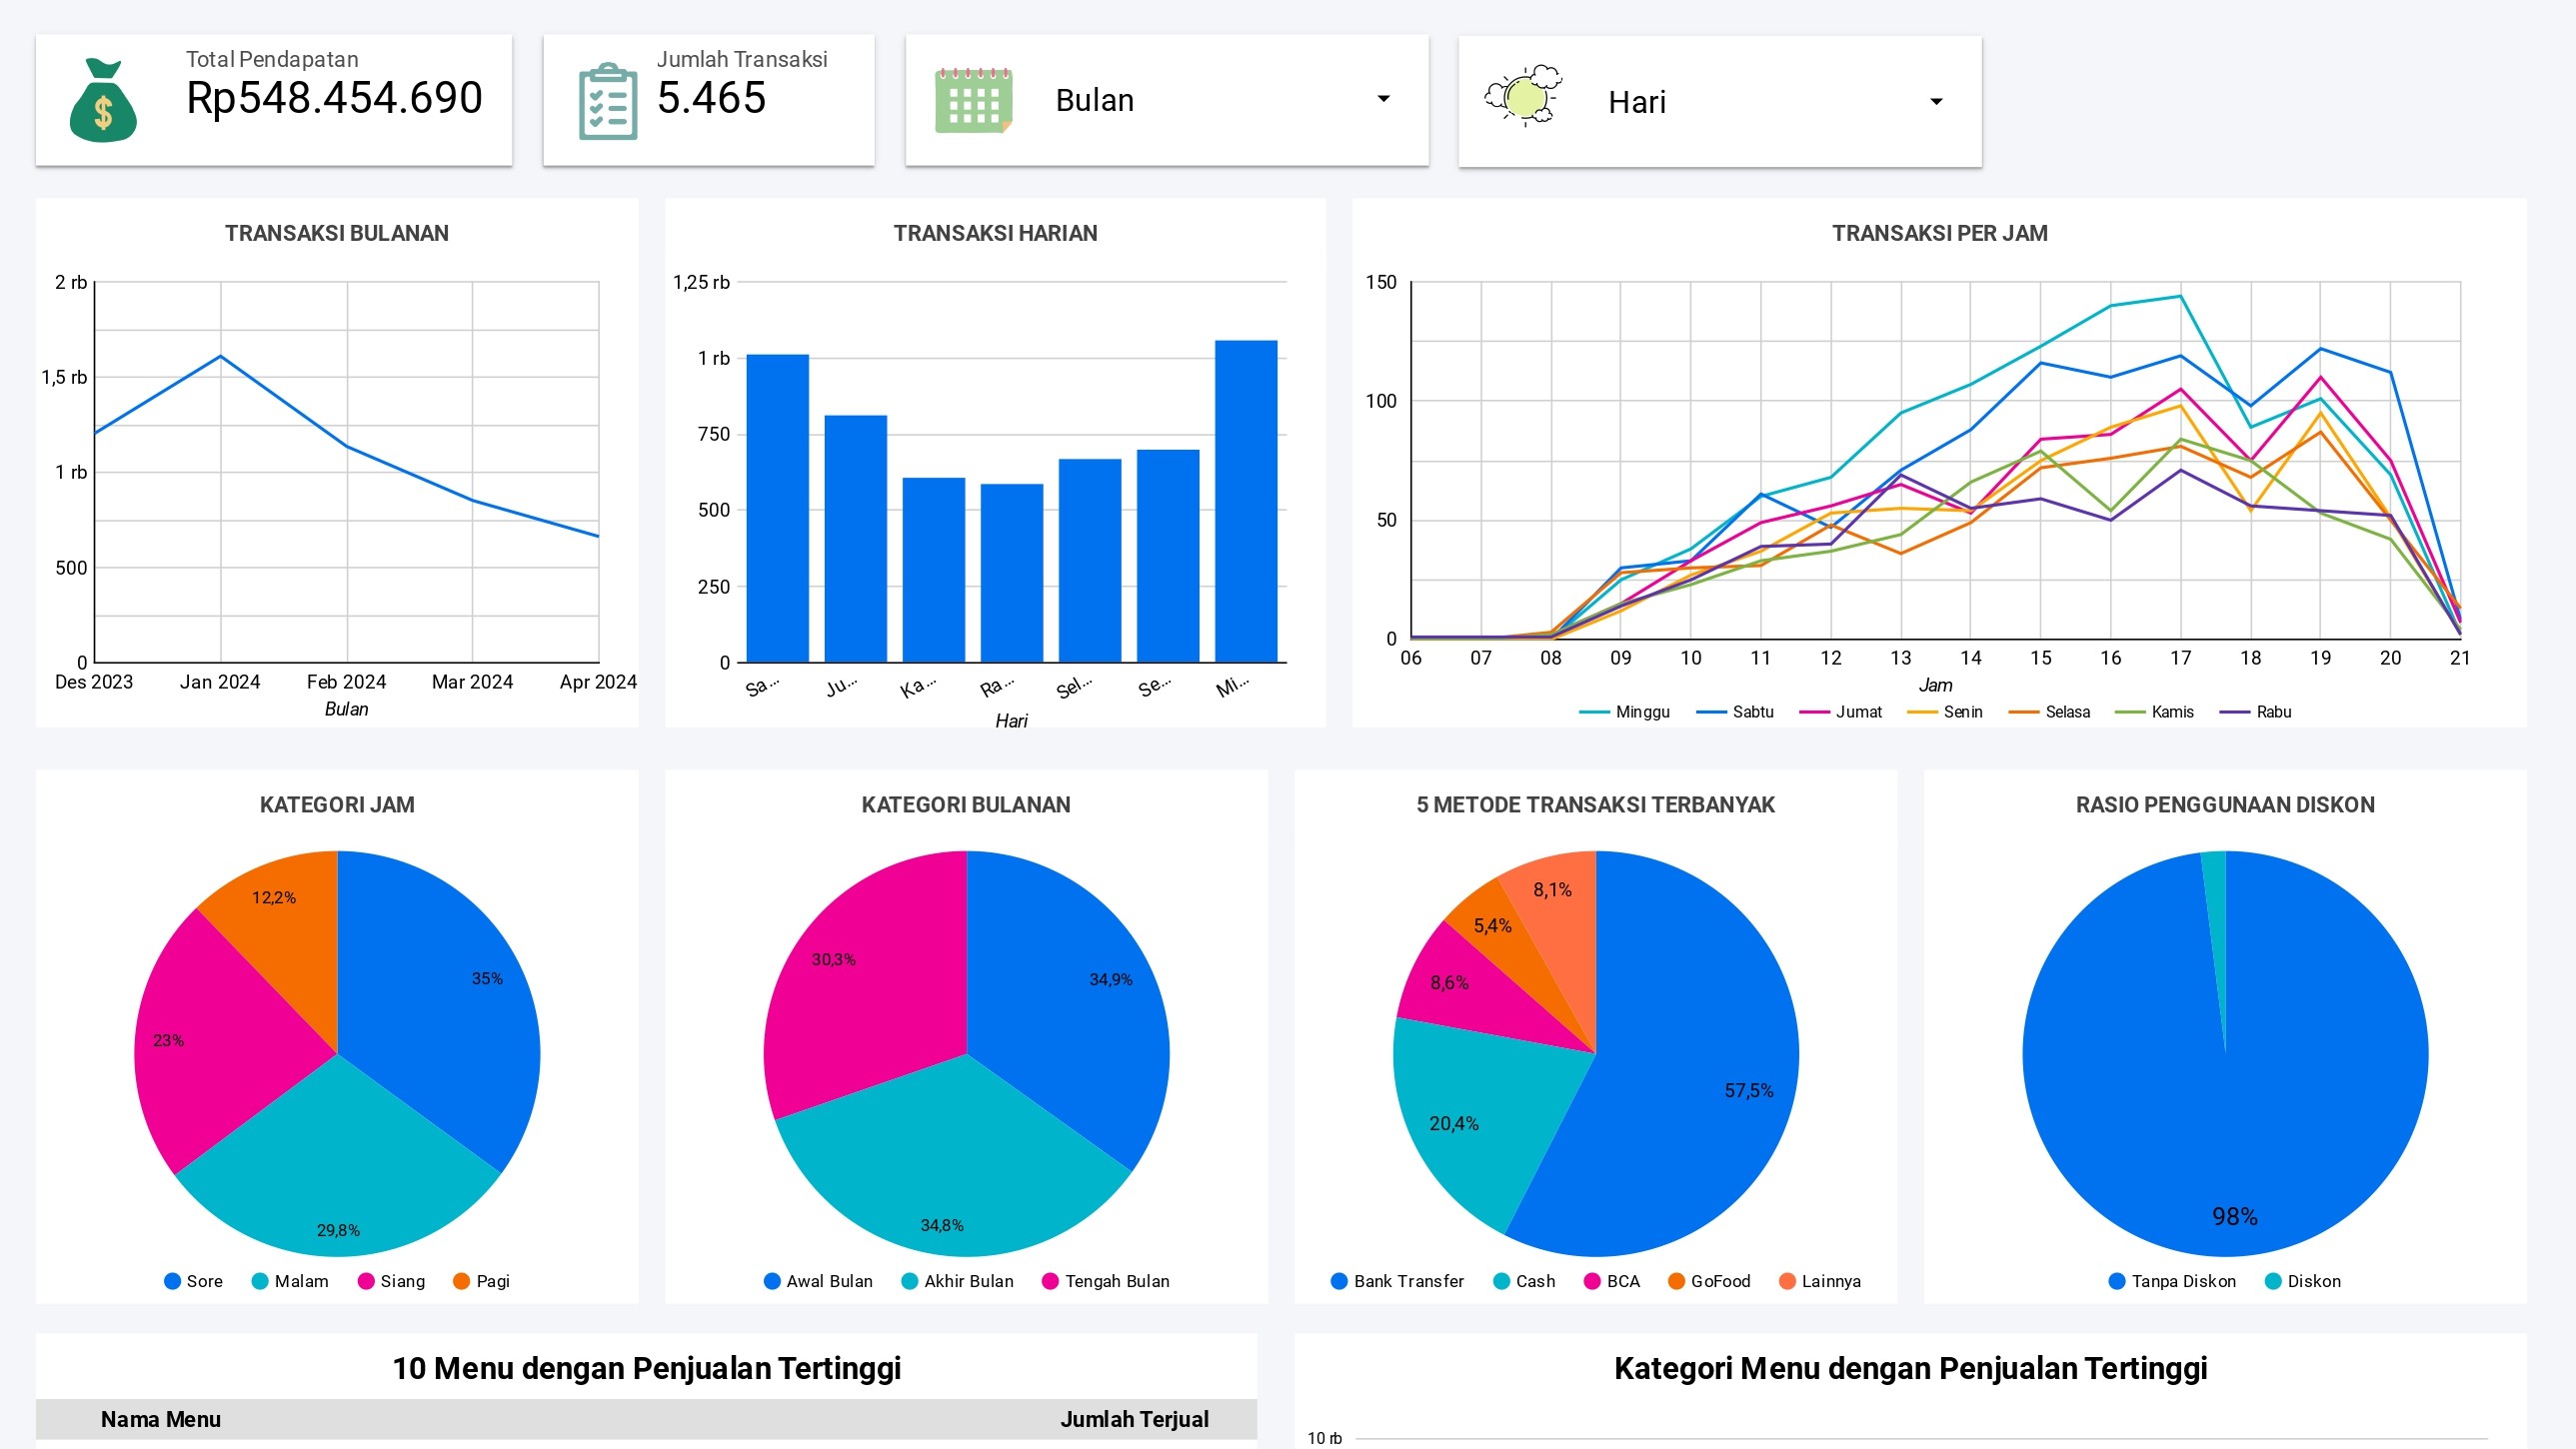 Total Pendapatan
Rp548.454.690
Jumlah Transaksi
5.465
Bulan
Hari
TRANSAKSI BULANAN
2 rb
1,5 rb
1 rb
500
0
Des 2023 Jan 2024 Feb 2024 Mar 2024 Apr 2024
Bulan
TRANSAKSI HARIAN
1,25 rb
1 rb
750
500
250
0
Sa... Ju... Ka... Ra... Sel... Se... Mi...
Hari
TRANSAKSI PER JAM
150
100
50
0
06 07 08 09 10 11 12 13 14 15 16 17 18 19 20 21
Jam
Minggu Sabtu Jumat Senin Selasa Kamis Rabu
KATEGORI JAM
12,2%
35%
23%
29,8%
Sore Malam Siang Pagi
KATEGORI BULANAN
30,3%
34,9%
34,8%
Awal Bulan Akhir Bulan Tengah Bulan
5 METODE TRANSAKSI TERBANYAK
8,1%
5,4%
8,6%
57,5%
20,4%
Bank Transfer Cash BCA GoFood Lainnya
RASIO PENGGUNAAN DISKON
98%
Tanpa Diskon Diskon
10 Menu dengan Penjualan Tertinggi
Nama Menu Jumlah Terjual
Kategori Menu dengan Penjualan Tertinggi
10 rb